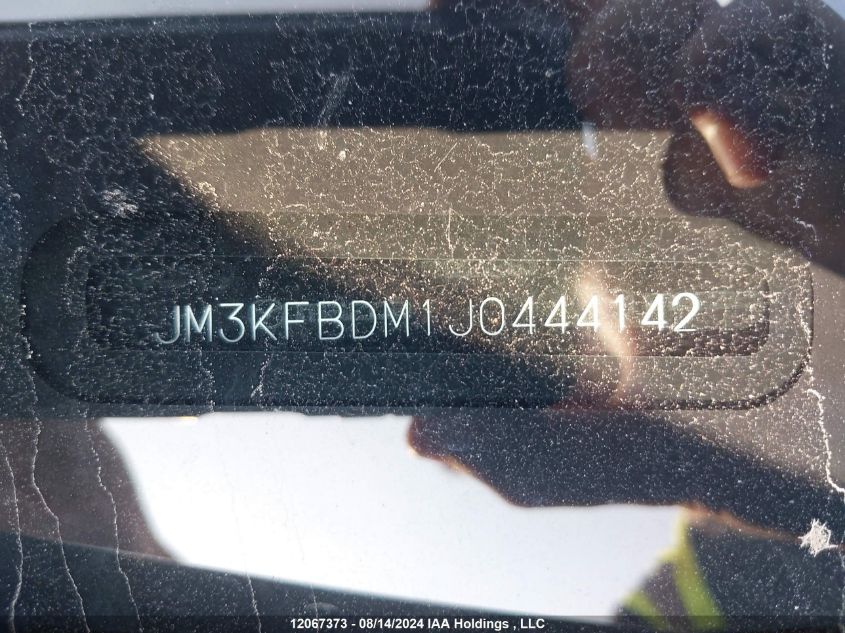 JM3KFBDM1J0444142
12067373 - 08/14/2024 IAA Holdings , LLC